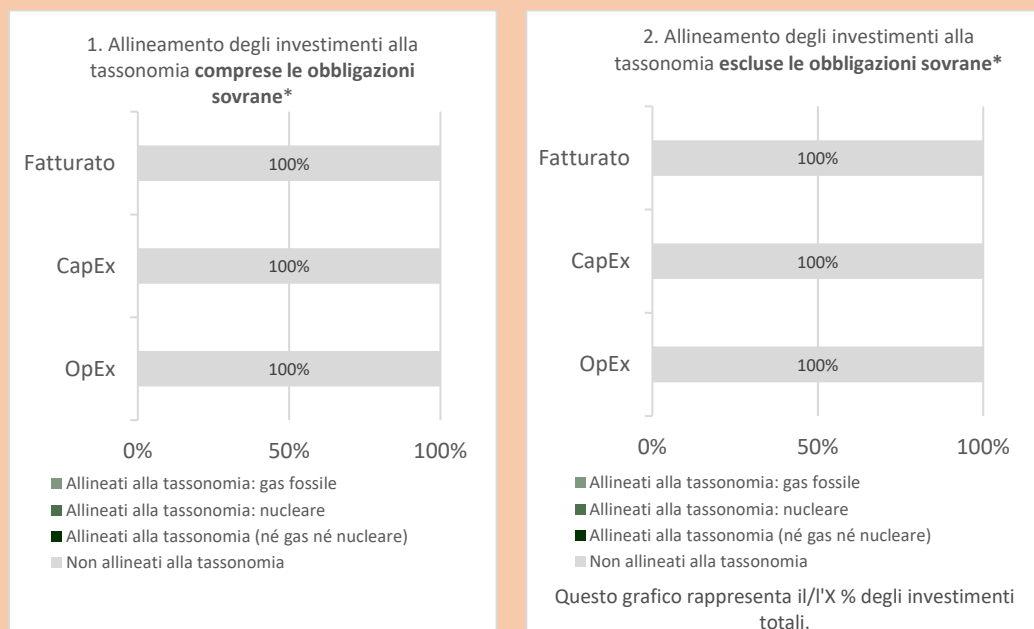 1. Allineamento degli investimenti alla
tassonomia comprese le obbligazioni
sovrane*
Fatturato
100%
CapEx
100%
OpEx
100%
0%
50%
100%
Allineati alla tassonomia: gas fossile
Allineati alla tassonomia: nucleare
Allineati alla tassonomia (né gas né nucleare)
Non allineati alla tassonomia
2. Allineamento degli investimenti alla
tassonomia escluse le obbligazioni sovrane*
Fatturato
100%
CapEx
100%
OpEx
100%
0%
50%
100%
Allineati alla tassonomia: gas fossile
Allineati alla tassonomia: nucleare
Allineati alla tassonomia (né gas né nucleare)
Non allineati alla tassonomia
Questo grafico rappresenta il/l'X % degli investimenti
totali.